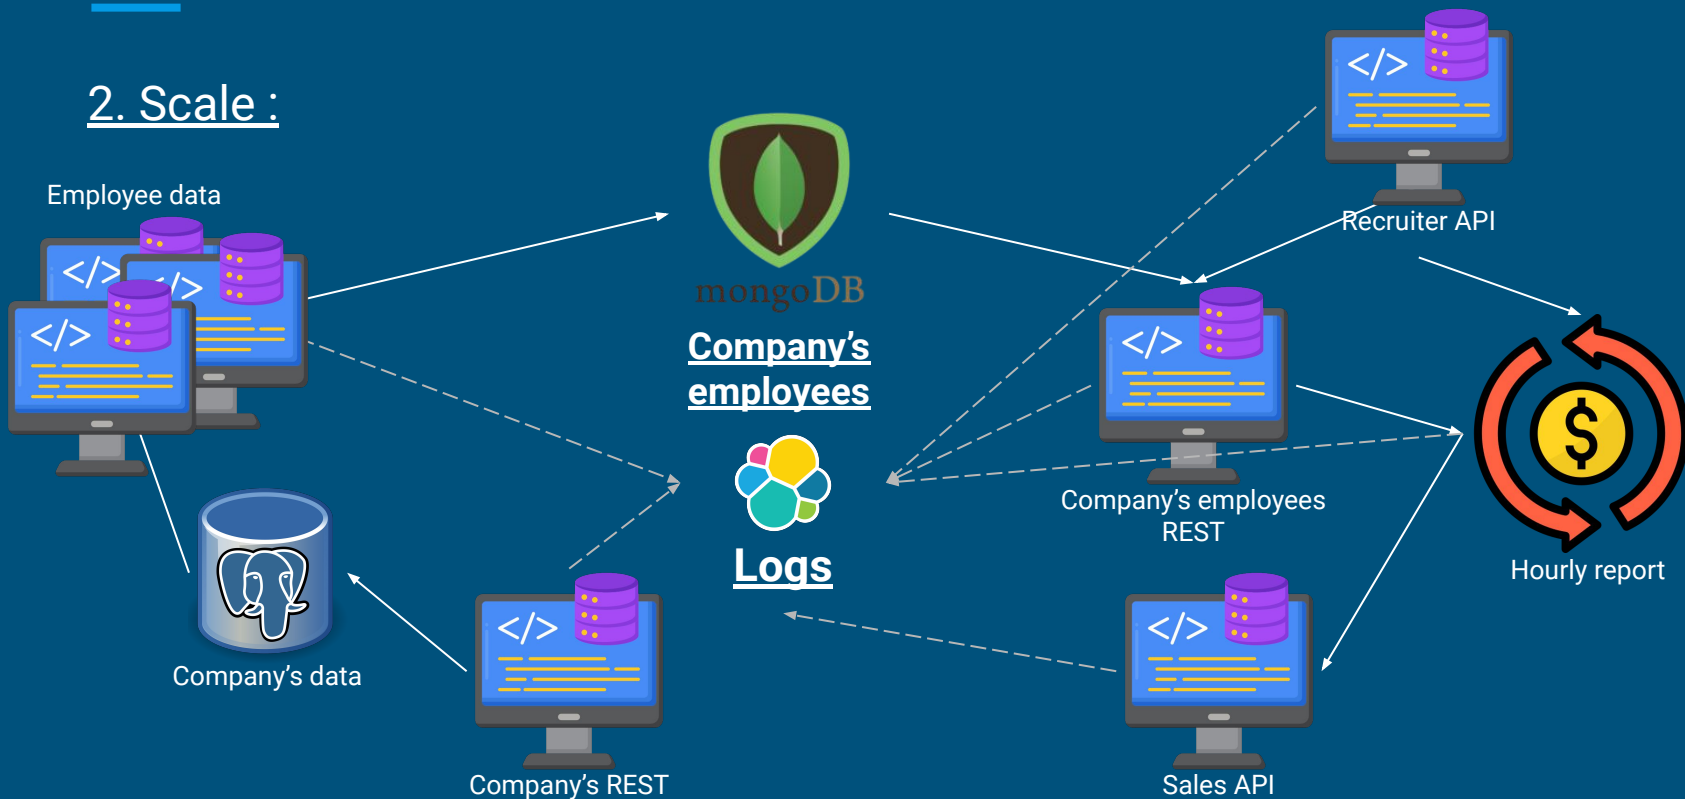 2. Scale :
Employee data
</>
</>
</>
mongoDB
Company's
employees
Logs
Company's data
</>
Company's REST
</>
Recruiter API
</>
Company's employees
REST
$
Hourly report
</>
Sales API